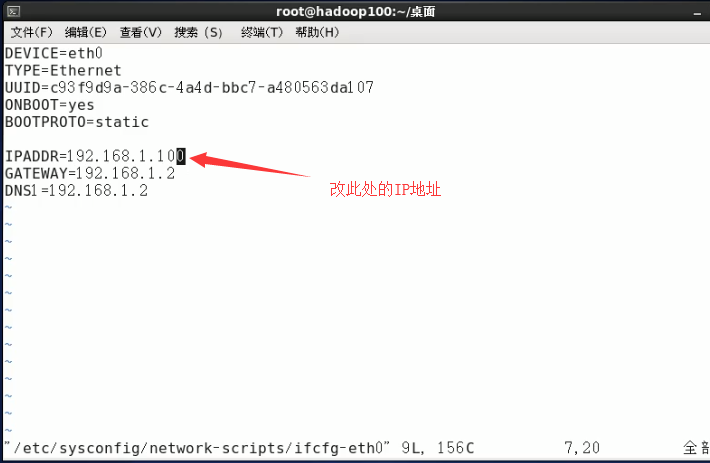 root@hadoop100:~/桌面
文件(F) 编辑(E) 查看(V) 搜索 (S) 终端(T) 帮助(H)
DEVICE=eth0
TYPE=Ethernet
UUID=c93f9d9a-386c-4a4d-bbc7-a480563da107
ONBOOT=yes
BOOTPROTO=static
IPADDR=192.168.1.100
GATEWAY=192.168.1.2
DNS1=192.168.1.2
改此处的IP地址
~
~
~
~
~
~
~
~
~
~
~
~
~
~
"/etc/sysconfig/network-scripts/ifcfg-eth0" 9L, 156C 7,20 全部